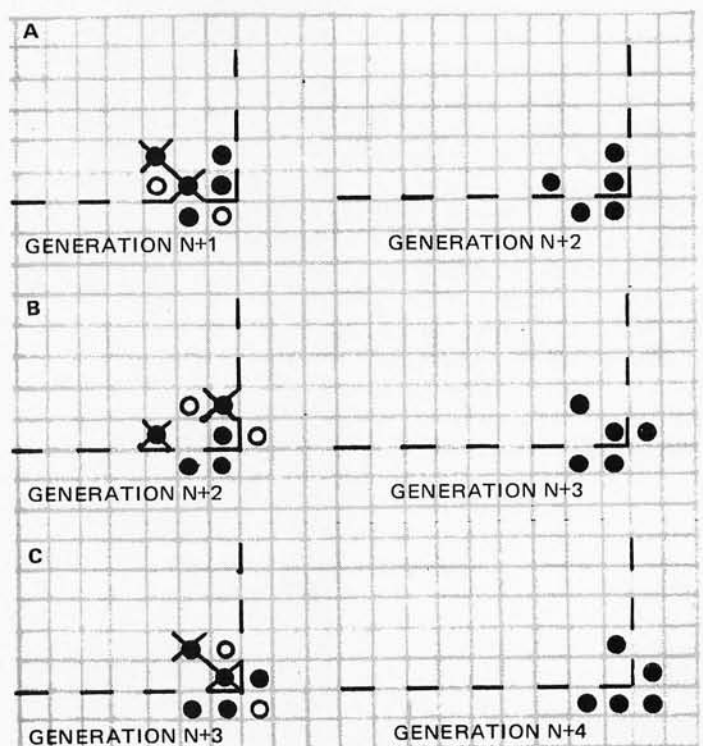 A
GENERATION N+1
GENERATION N+2
B
GENERATION N+2
GENERATION N+3
C
GENERATION N+3
GENERATION N+4